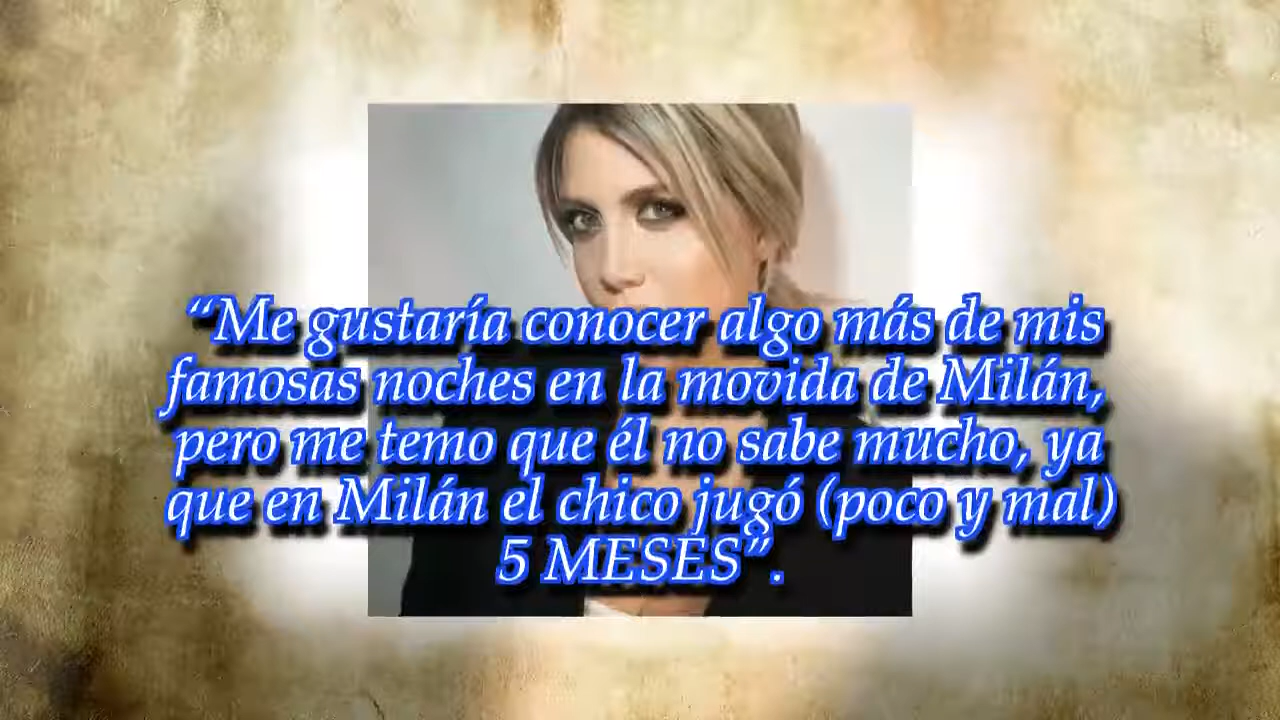 “Me gustaría conocer algo más de mis
famosas noches en la movida de Milán,
pero me temo que él no sabe mucho, ya
que en Milán el chico jugó (poco y mal)
5 MESES”.